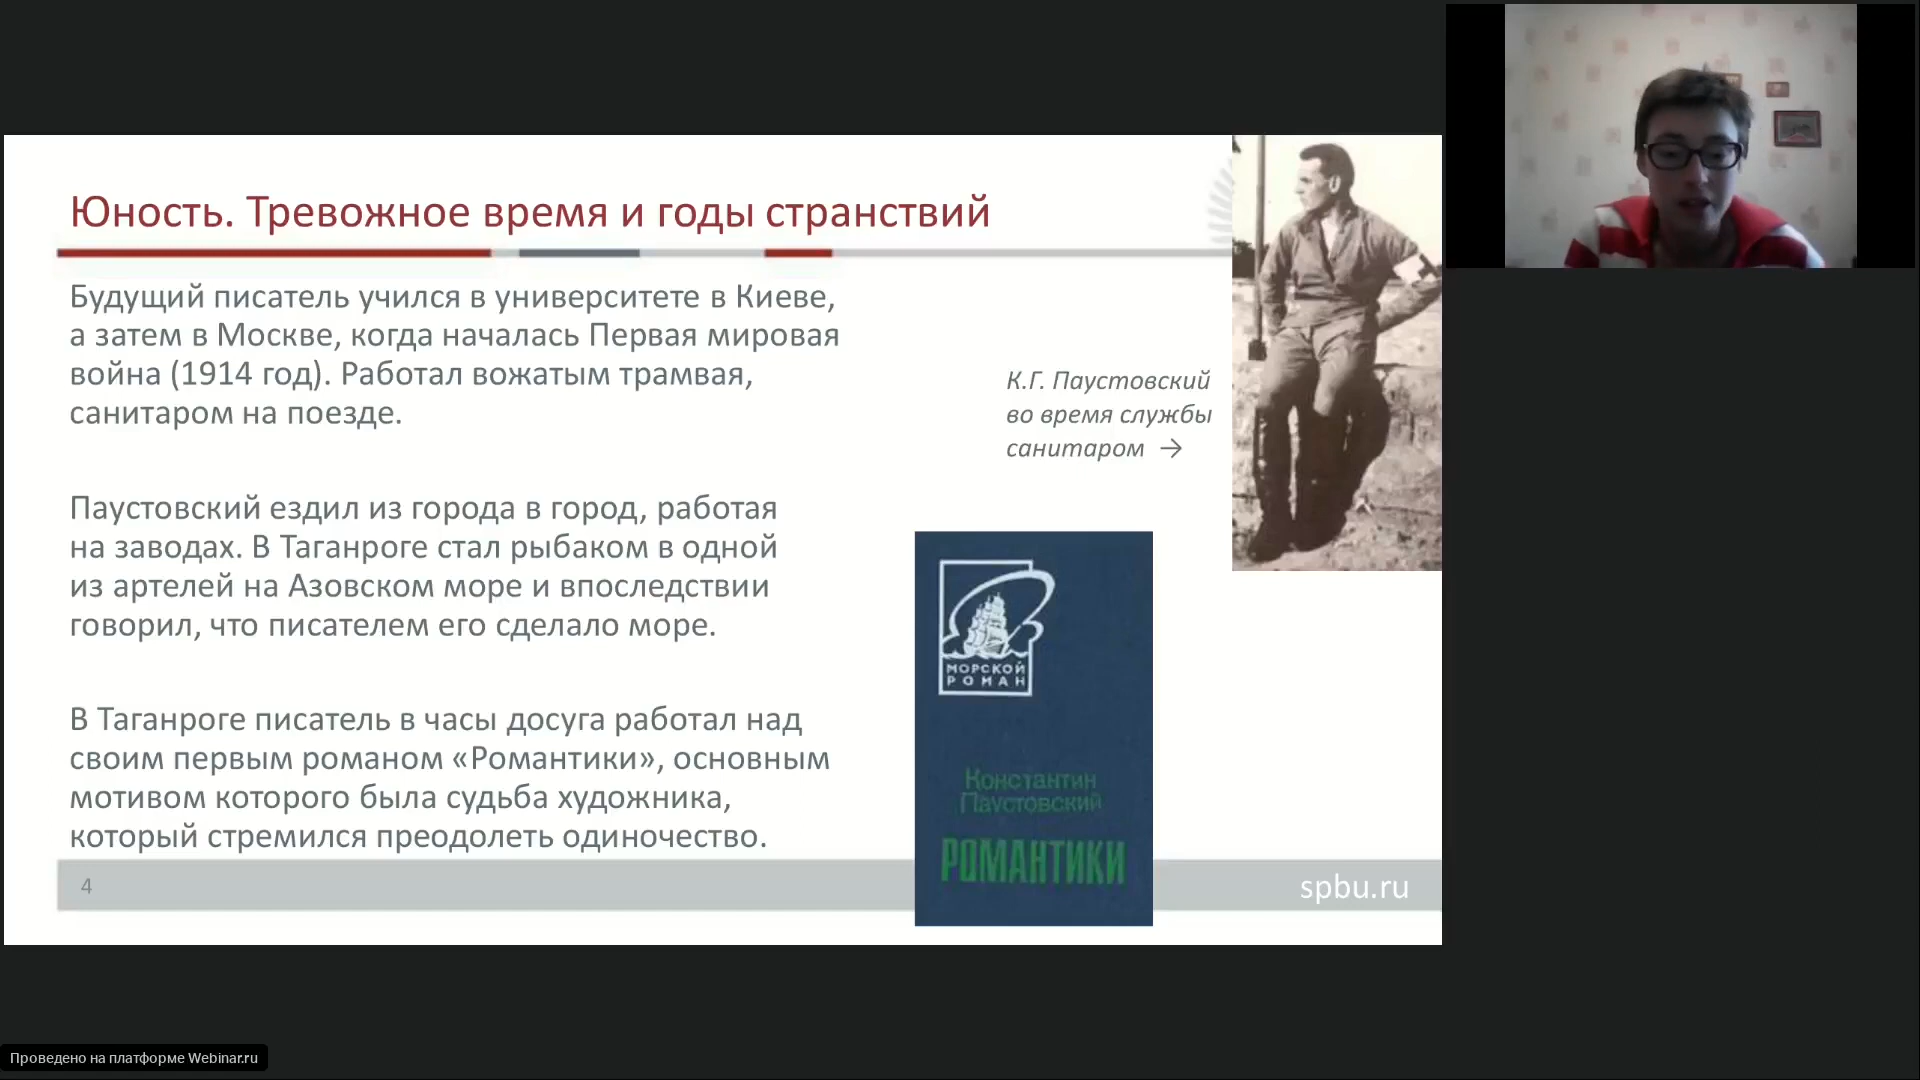 Юность. Тревожное время и годы странствий
Будущий писатель учился в университете в Киеве,
а затем в Москве, когда началась Первая мировая
война (1914 год). Работал вожатым трамвая,
санитаром на поезде.
К.Г. Паустовский
во время службы
санитаром →
Паустовский ездил из города в город, работая
на заводах. В Таганроге стал рыбаком в одной
из артелей на Азовском море и впоследствии
говорил, что писателем его сделало море.
В Таганроге писатель в часы досуга работал над
своим первым романом «Романтики», основным
мотивом которого была судьба художника,
который стремился преодолеть одиночество.
МОРСКОЙ
РОМАН
Константин
Паустовский
РОМАНТИКИ
4
spbu.ru
Проведено на платформе Webinar.ru